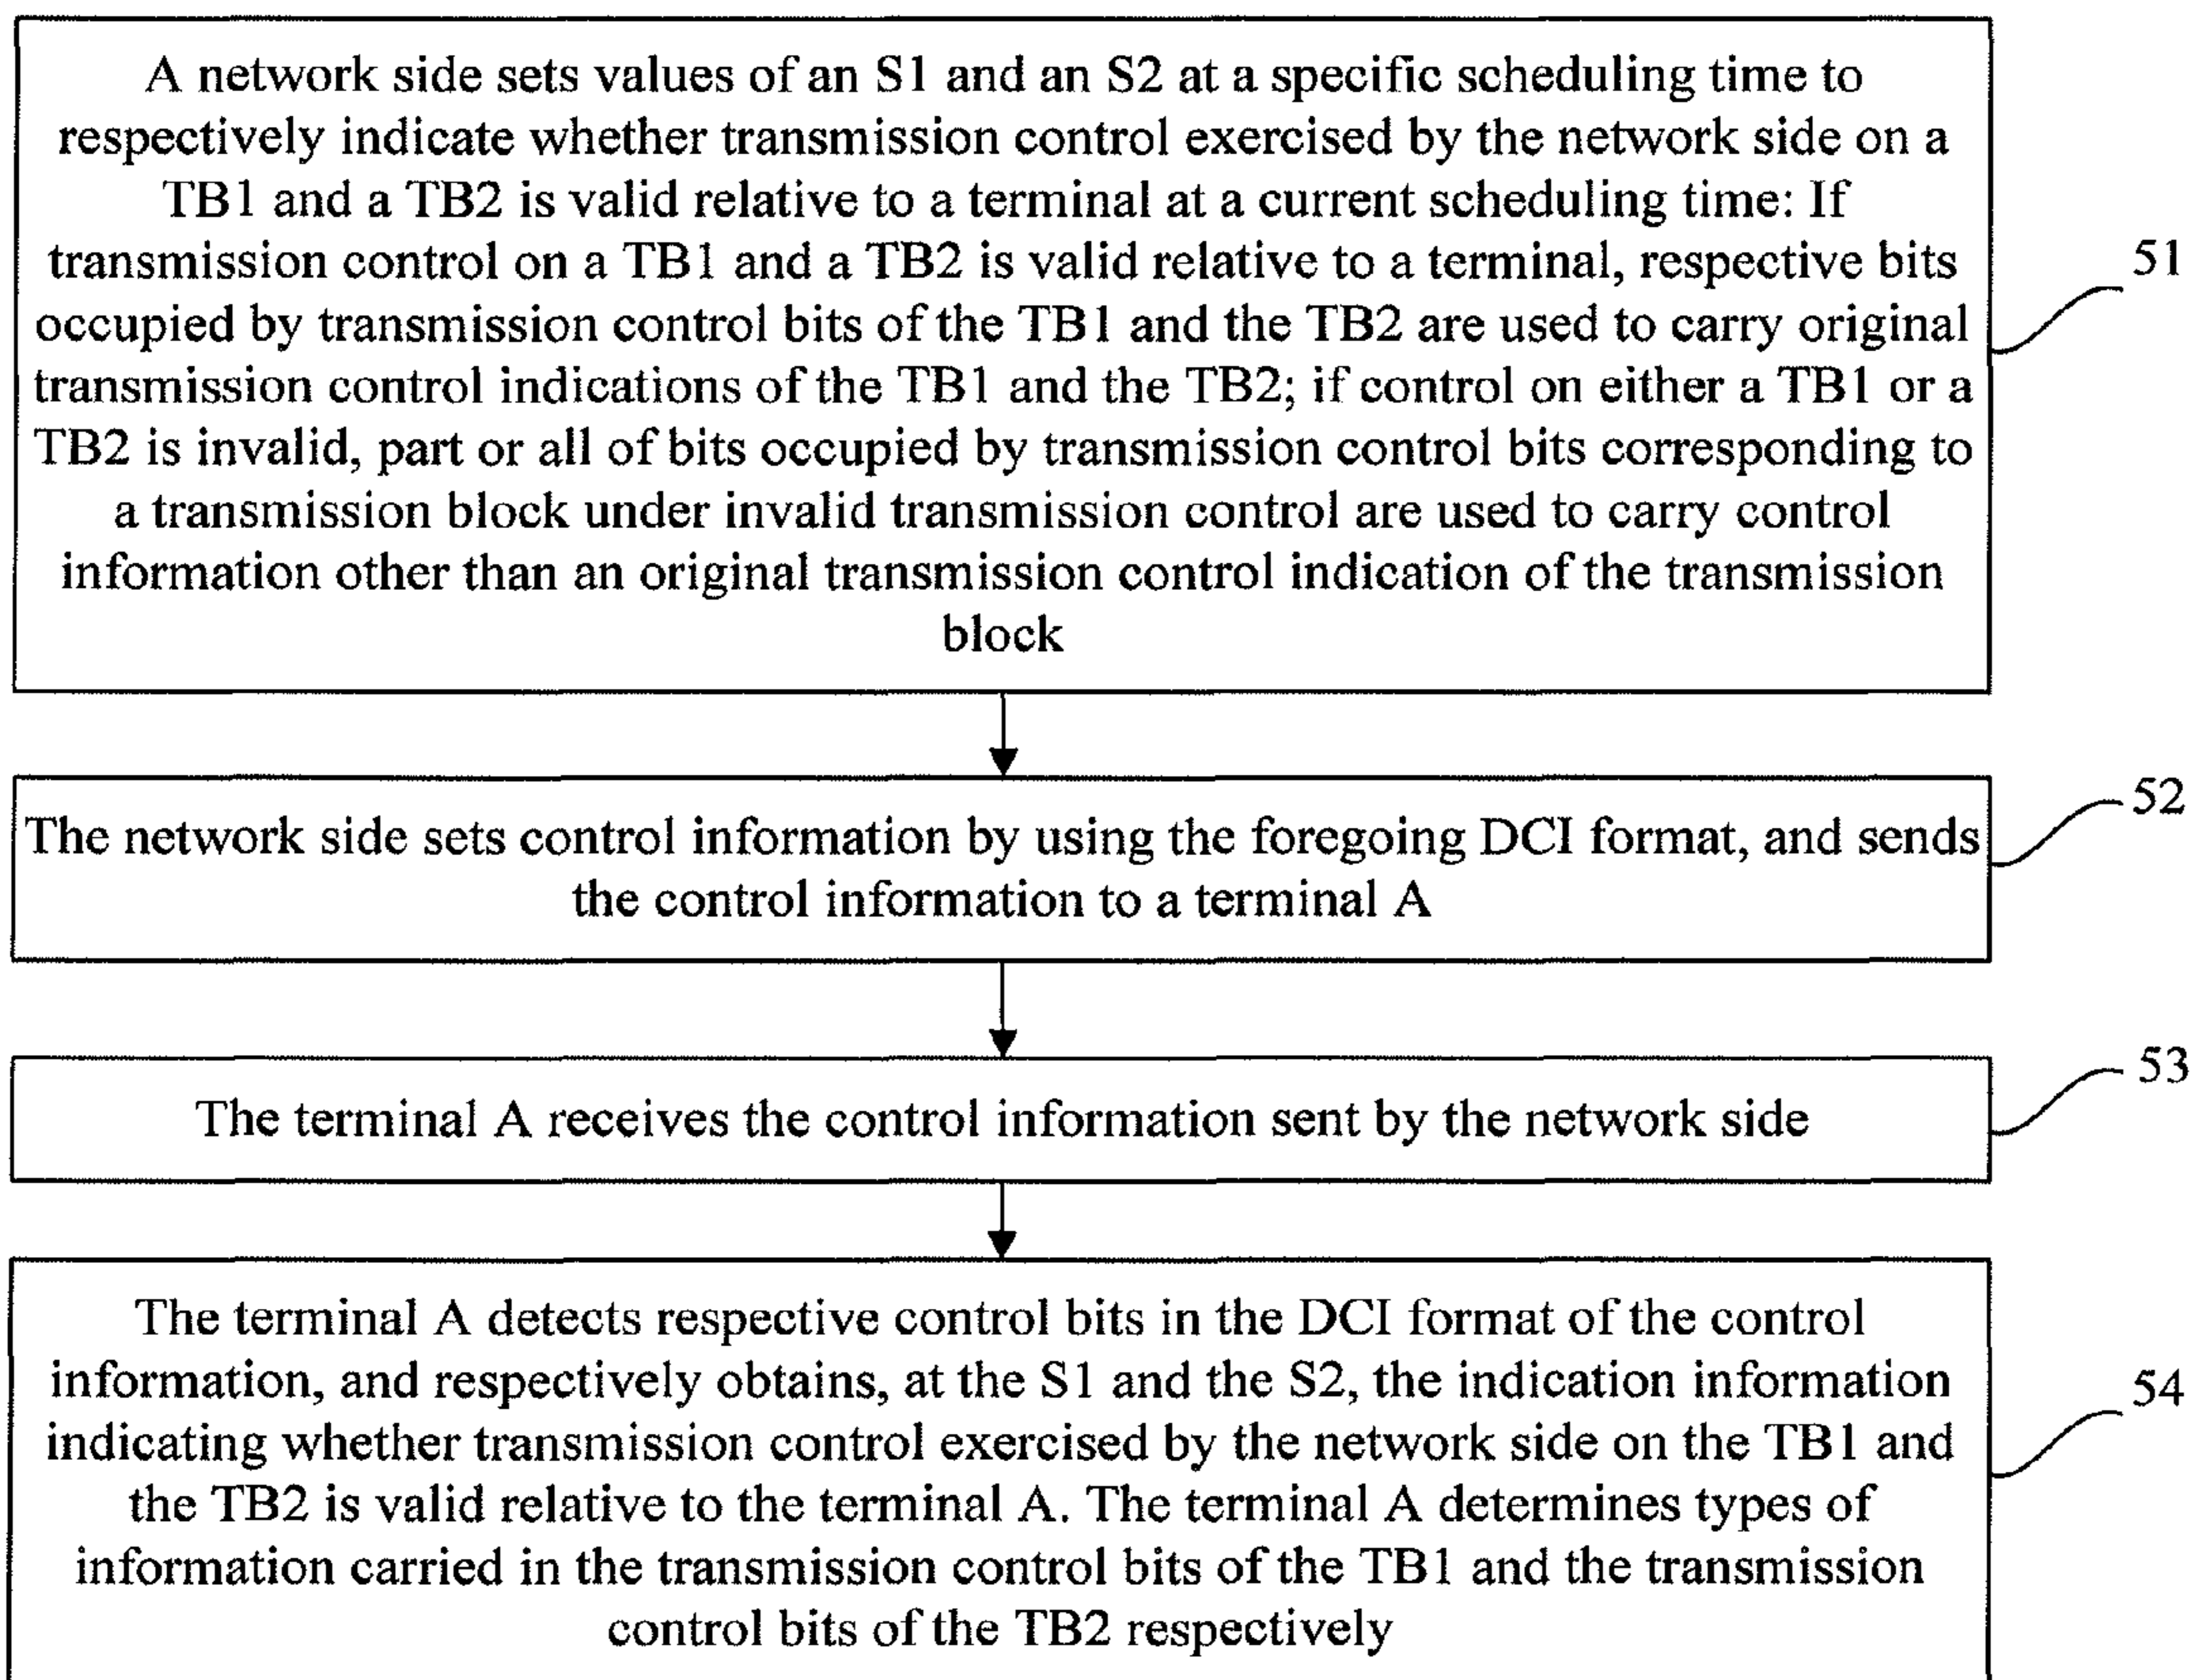 A network side sets values of an S1 and an S2 at a specific scheduling time to
respectively indicate whether transmission control exercised by the network side on a
TB1 and a TB2 is valid relative to a terminal at a current scheduling time: If
transmission control on a TB1 and a TB2 is valid relative to a terminal, respective bits
occupied by transmission control bits of the TB1 and the TB2 are used to carry original
transmission control indications of the TB1 and the TB2; if control on either a TB1 or a
TB2 is invalid, part or all of bits occupied by transmission control bits corresponding to
a transmission block under invalid transmission control are used to carry control
information other than an original transmission control indication of the transmission
block
51
The network side sets control information by using the foregoing DCI format, and sends
the control information to a terminal A
52
The terminal A receives the control information sent by the network side
53
The terminal A detects respective control bits in the DCI format of the control
information, and respectively obtains, at the S1 and the S2, the indication information
indicating whether transmission control exercised by the network side on the TB1 and
the TB2 is valid relative to the terminal A. The terminal A determines types of
information carried in the transmission control bits of the TB1 and the transmission
control bits of the TB2 respectively
54